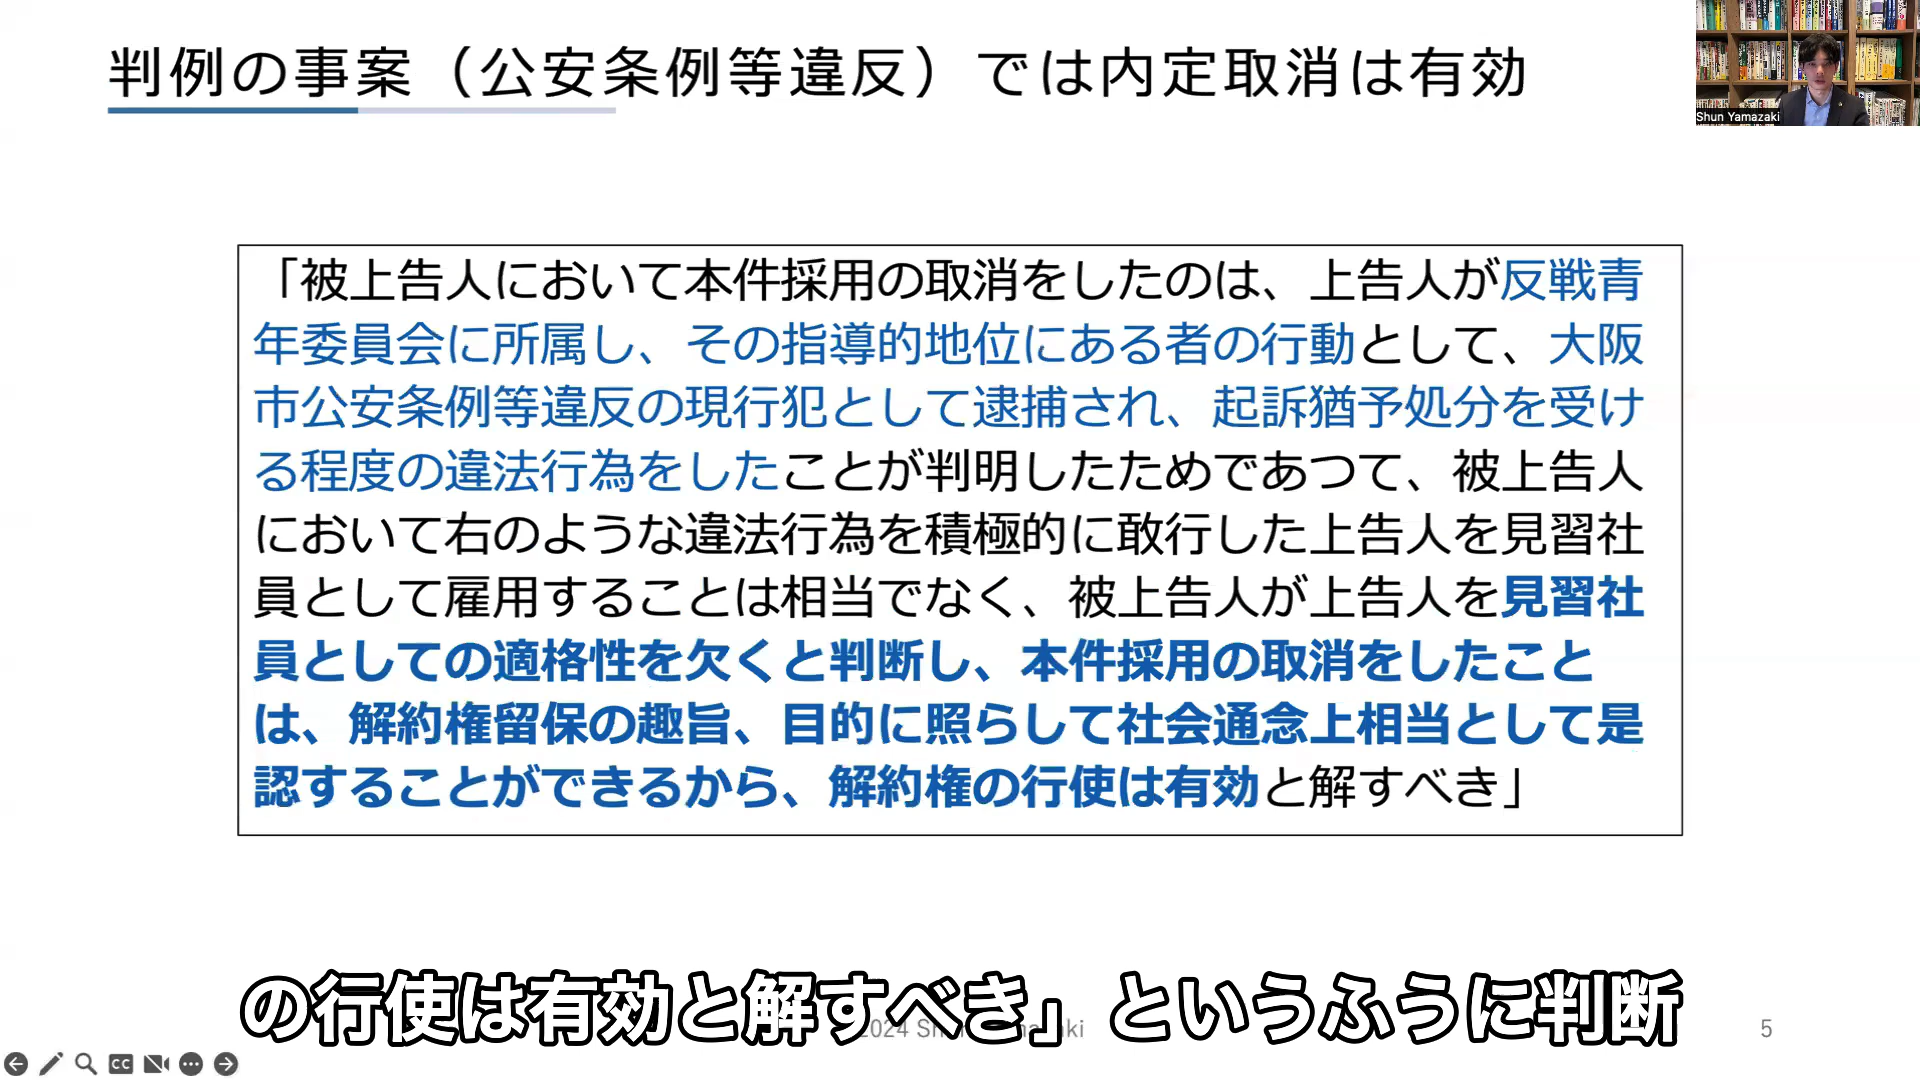 判例の事案（公安条例等違反）では内定取消は有効
Shun Yamazaki
「被上告人において本件採用の取消をしたのは、上告人が反戦青
年委員会に所属し、その指導的地位にある者の行動として、大阪
市公安条例等違反の現行犯として逮捕され、起訴猶予処分を受け
る程度の違法行為をしたことが判明したためであつて、被上告人
において右のような違法行為を積極的に敢行した上告人を見習社
員として雇用することは相当でなく、被上告人が上告人を見習社
員としての適格性を欠くと判断し、本件採用の取消をしたこと
は、解約権留保の趣旨、目的に照らして社会通念上相当として是
認することができるから、解約権の行使は有効と解すべき」
の行使は有効と解すべき」というふうに判断
5
CC